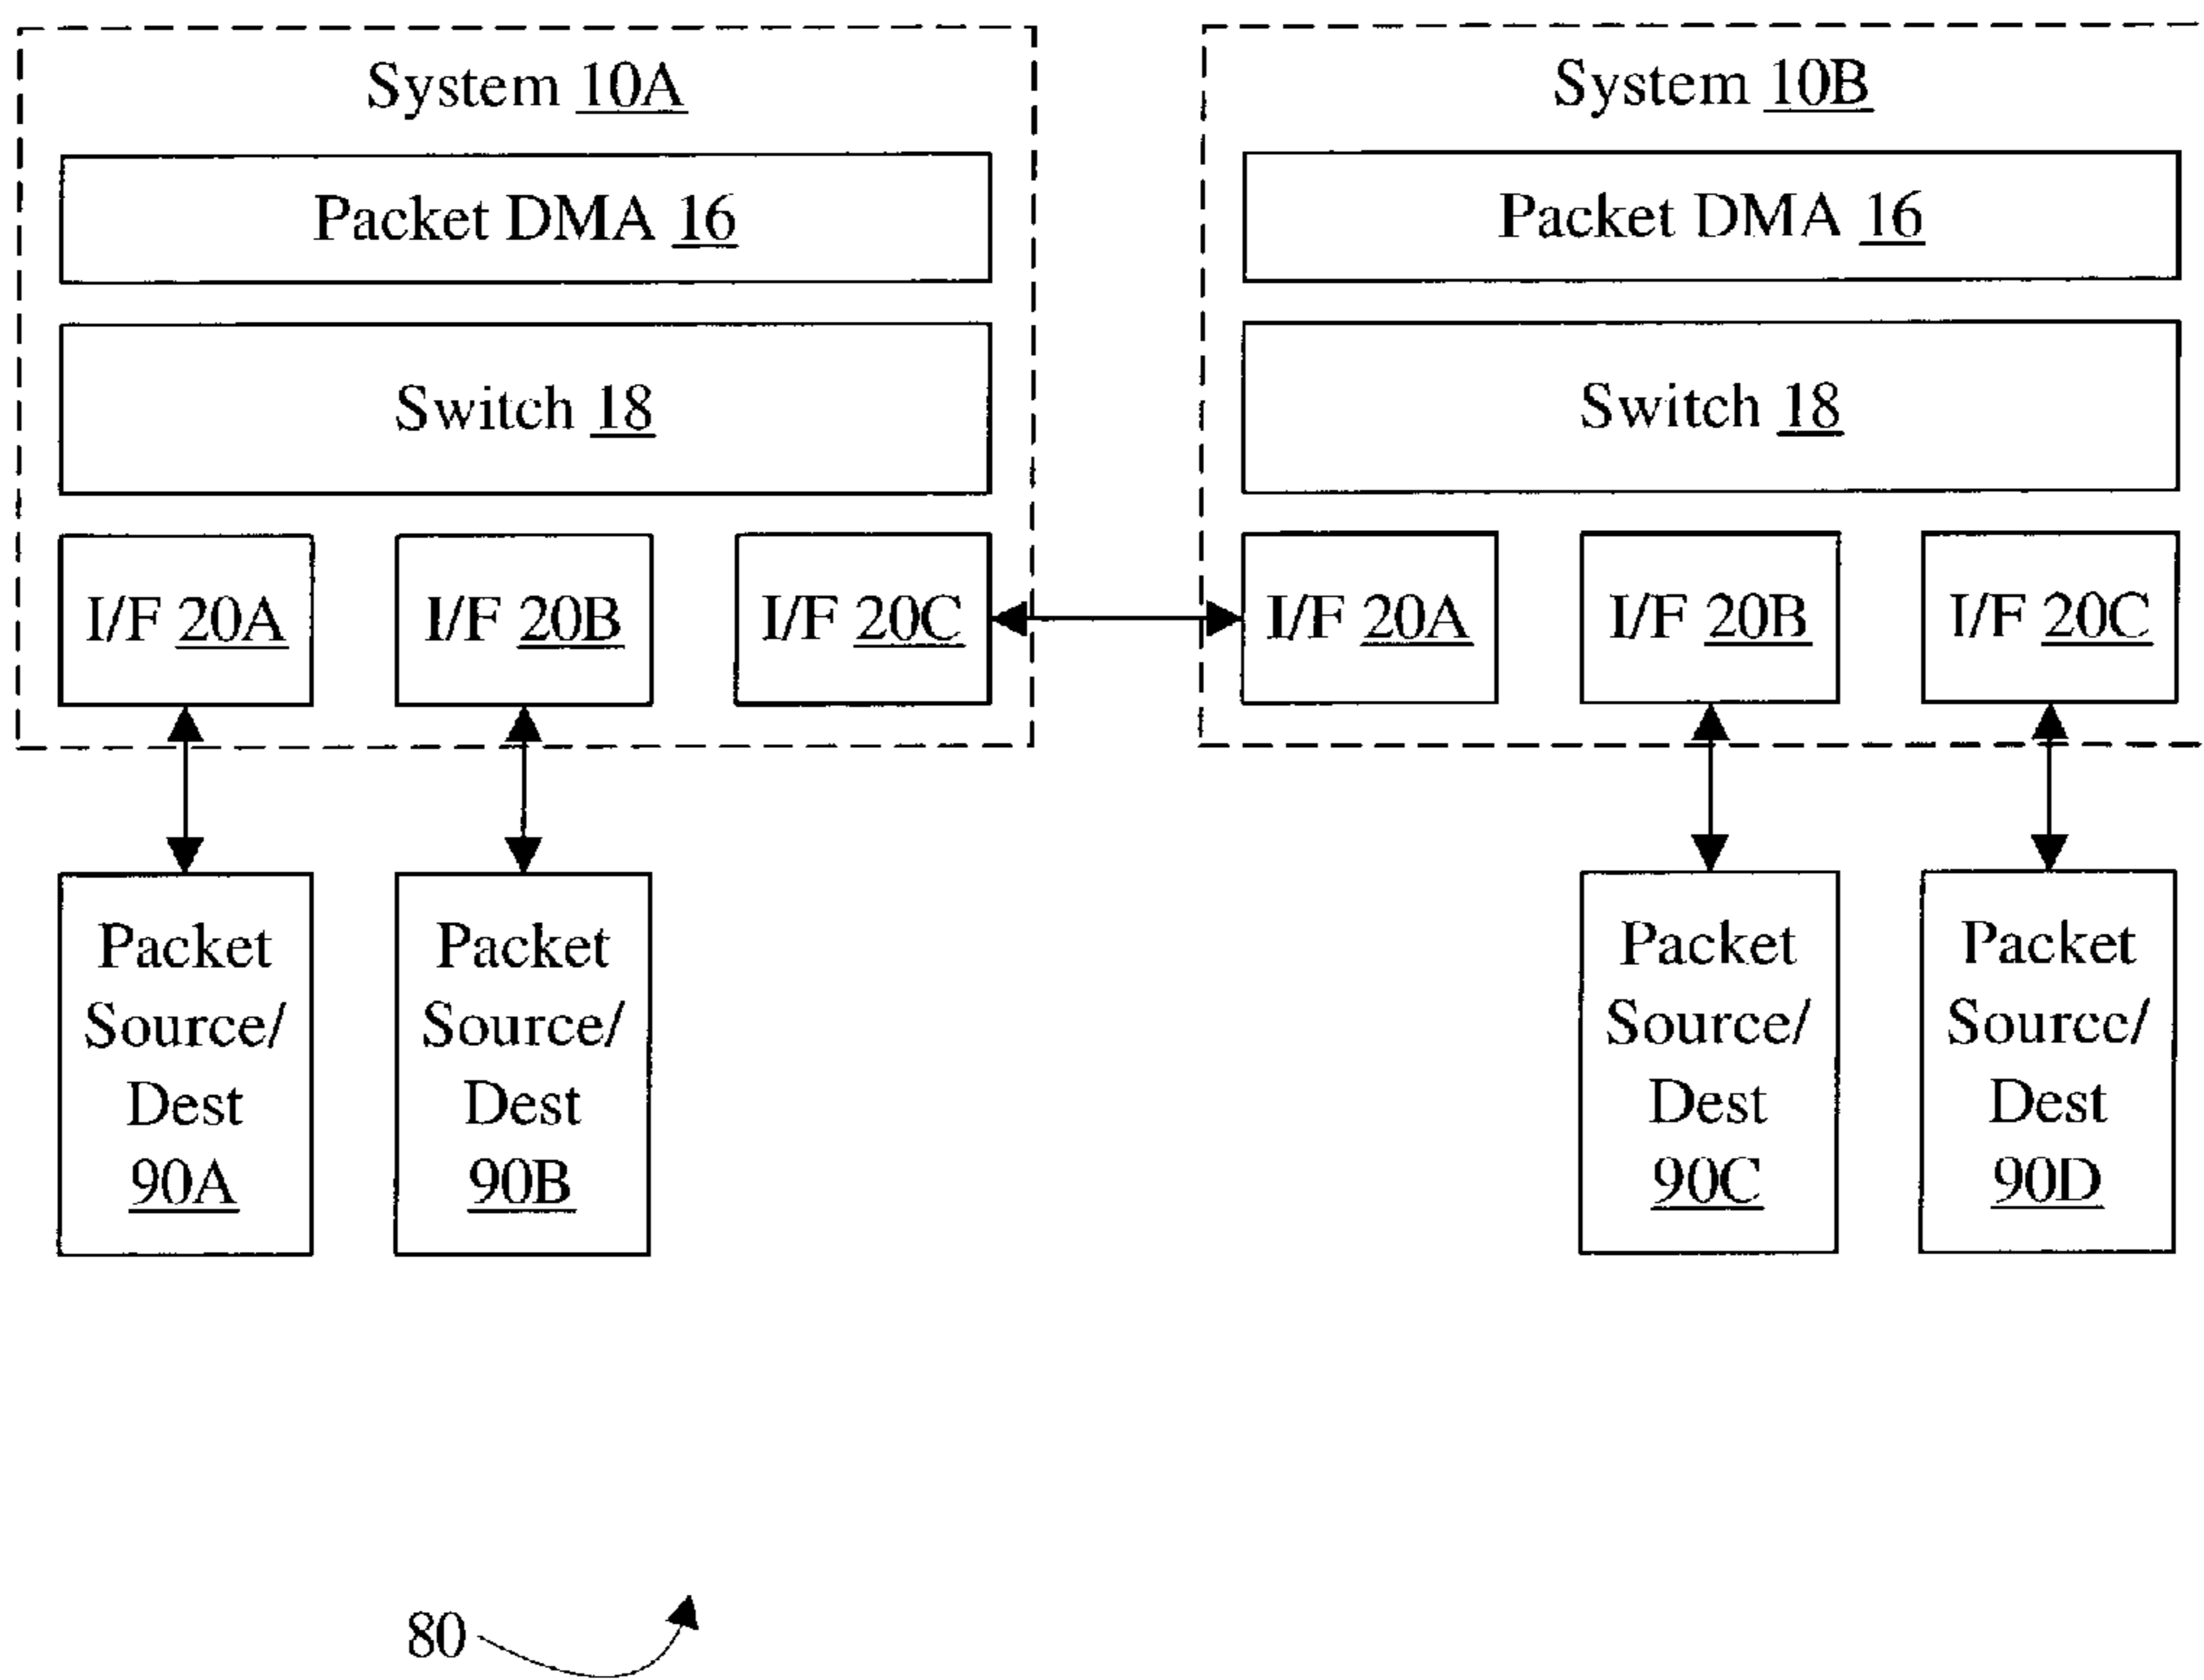 System 10A
Packet DMA 16
Switch 18
I/F 20A
I/F 20B
I/F 20C
System 10B
Packet DMA 16
Switch 18
I/F 20A
I/F 20B
I/F 20C
Packet
Source/
Dest
90A
Packet
Source/
Dest
90B
Packet
Source/
Dest
90C
Packet
Source/
Dest
90D
80